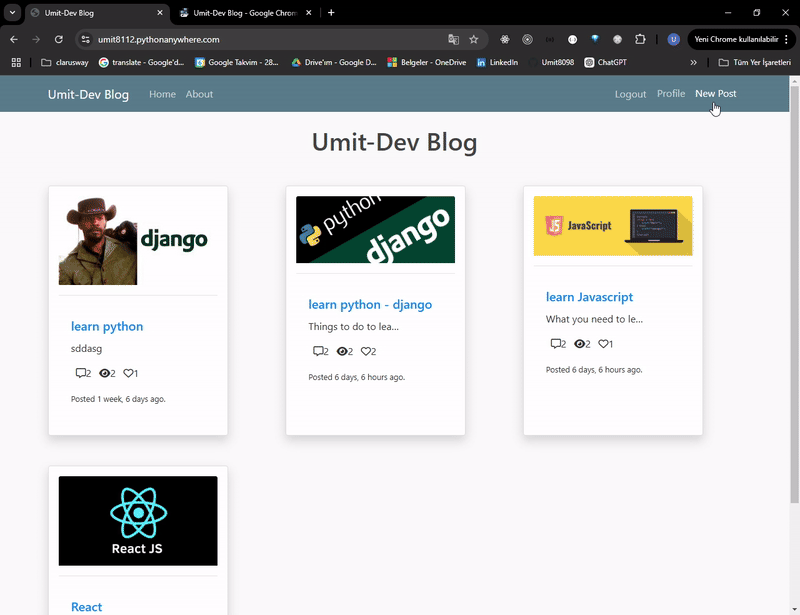 Umit-Dev Blog
Umit-Dev Blog - Google Chrom
umit8112.pythonanywhere.com
Yeni Chrome kullanılabilir
clarusway
translate - Google'd...
Google Takvim - 28...
Drive'ım - Google D...
Belgeler - OneDrive
LinkedIn
Umit8098
ChatGPT
Tüm Yer İşaretleri
Umit-Dev Blog
Home
About
Logout
Profile
New Post
Umit-Dev Blog
django
learn python
sddasg
2 2 1
Posted 1 week, 6 days ago.
python
django
learn python - django
Things to do to lea...
2 2 2
Posted 6 days, 6 hours ago.
JS JavaScript
learn Javascript
What you need to le...
2 2 1
Posted 6 days, 6 hours ago.
React JS
React